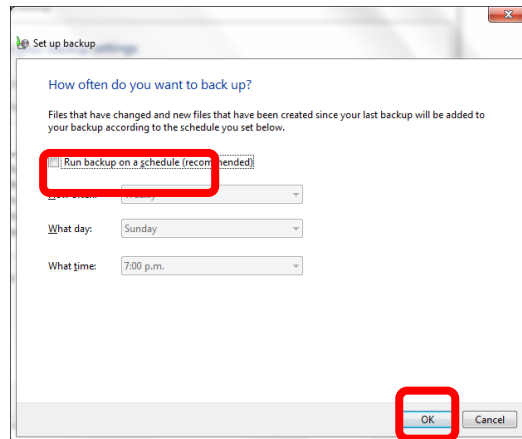 Set up backup
How often do you want to back up?
Files that have changed and new files that have been created since your last backup will be added to
your backup according to the schedule you set below.
Run backup on a schedule (recommended)
What day: Sunday
What time: 7:00 p.m.
OK Cancel